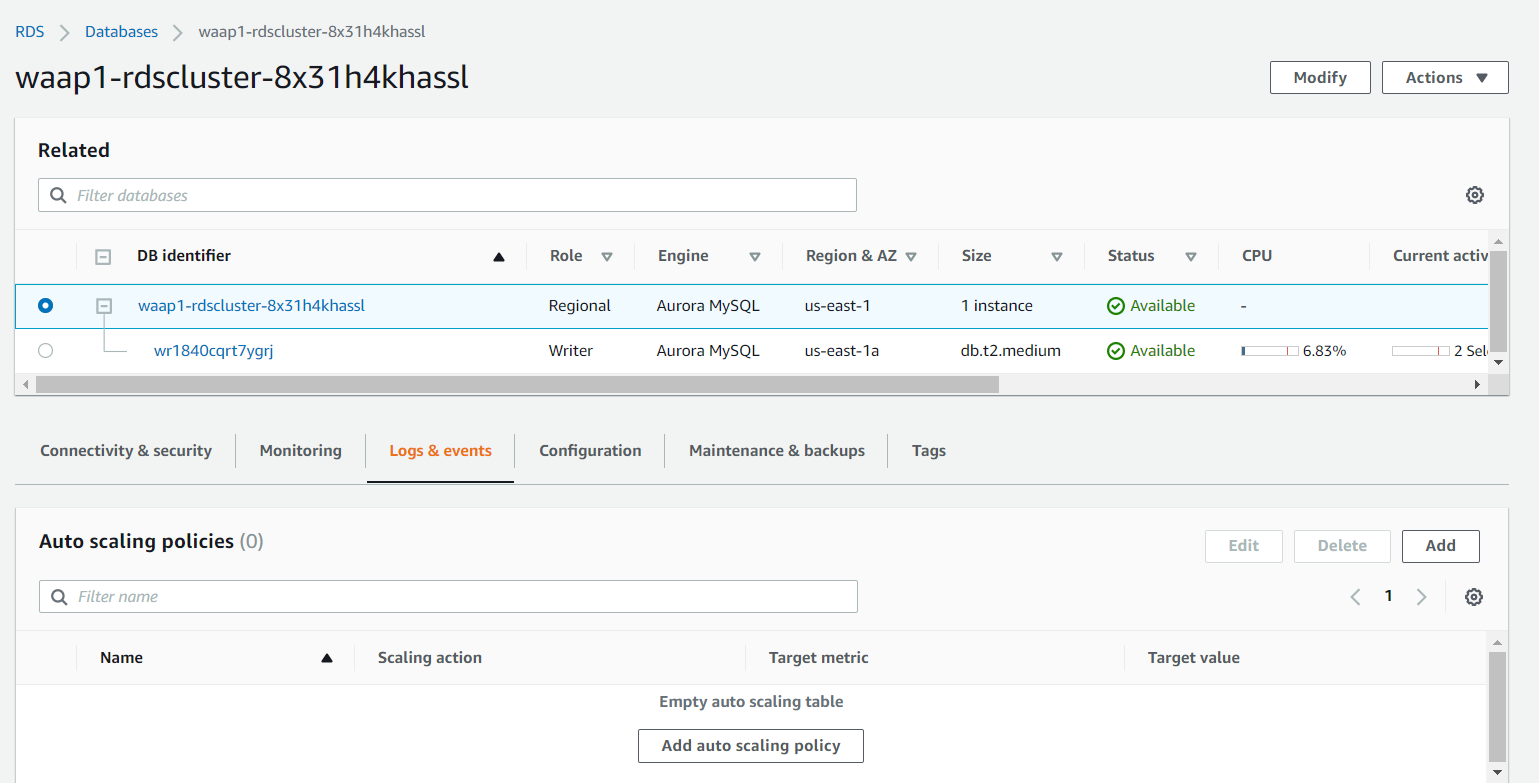 RDS > Databases > waap1-rdscluster-8x31h4khassl
waap1-rdscluster-8x31h4khassl
Modify Actions
Related
Filter databases
DB identifier Role Engine Region & AZ Size Status CPU Current activ
waap1-rdscluster-8x31h4khassl Regional Aurora MySQL us-east-1 1 instance Available -
wr1840cqrt7ygrj Writer Aurora MySQL us-east-1a db.t2.medium Available 6.83% 2 Sel
Connectivity & security Monitoring Logs & events Configuration Maintenance & backups Tags
Auto scaling policies (0) Edit Delete Add
Filter name 1
Name Scaling action Target metric Target value
Empty auto scaling table
Add auto scaling policy